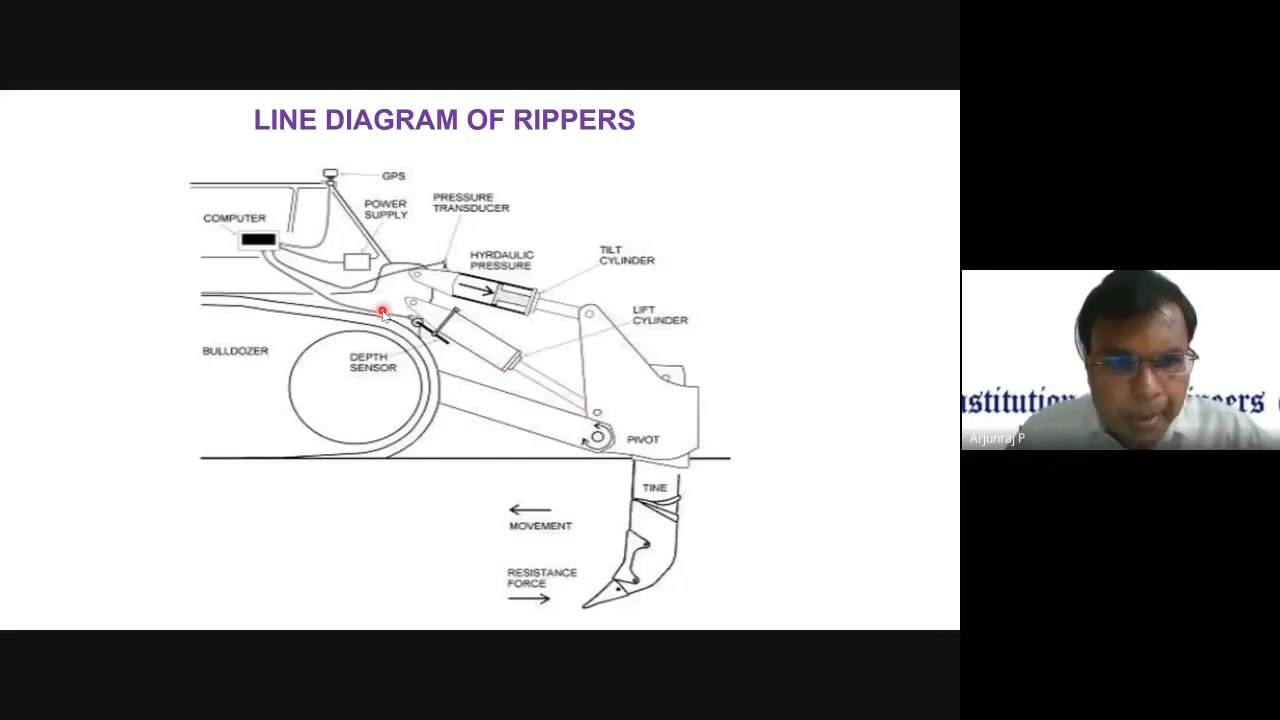 LINE DIAGRAM OF RIPPERS
GPS
COMPUTER
POWER
SUPPLY
PRESSURE
TRANSDUCER
HYRDAULIC
PRESSURE
TILT
CYLINDER
LIFT
CYLINDER
BULLDOZER
DEPTH
SENSOR
PIVOT
TINE
MOVEMENT
RESISTANCE
FORCE
Arjunraj P